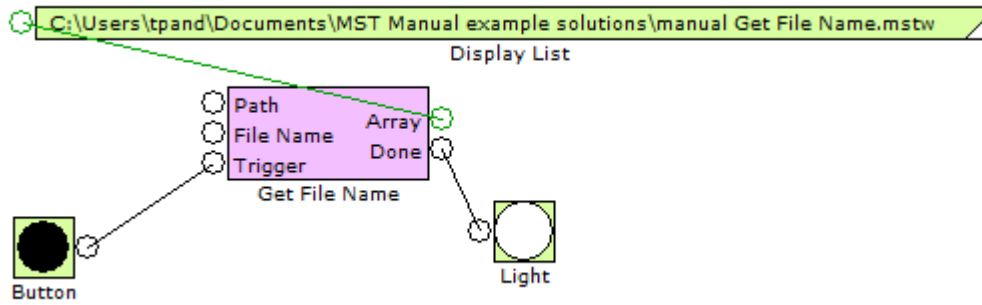 C:\Users\tpand\Documents\MST Manual example solutions\manual Get File Name.mstw
Display List
Path
Array
File Name
Done
Trigger
Get File Name
Light
Button